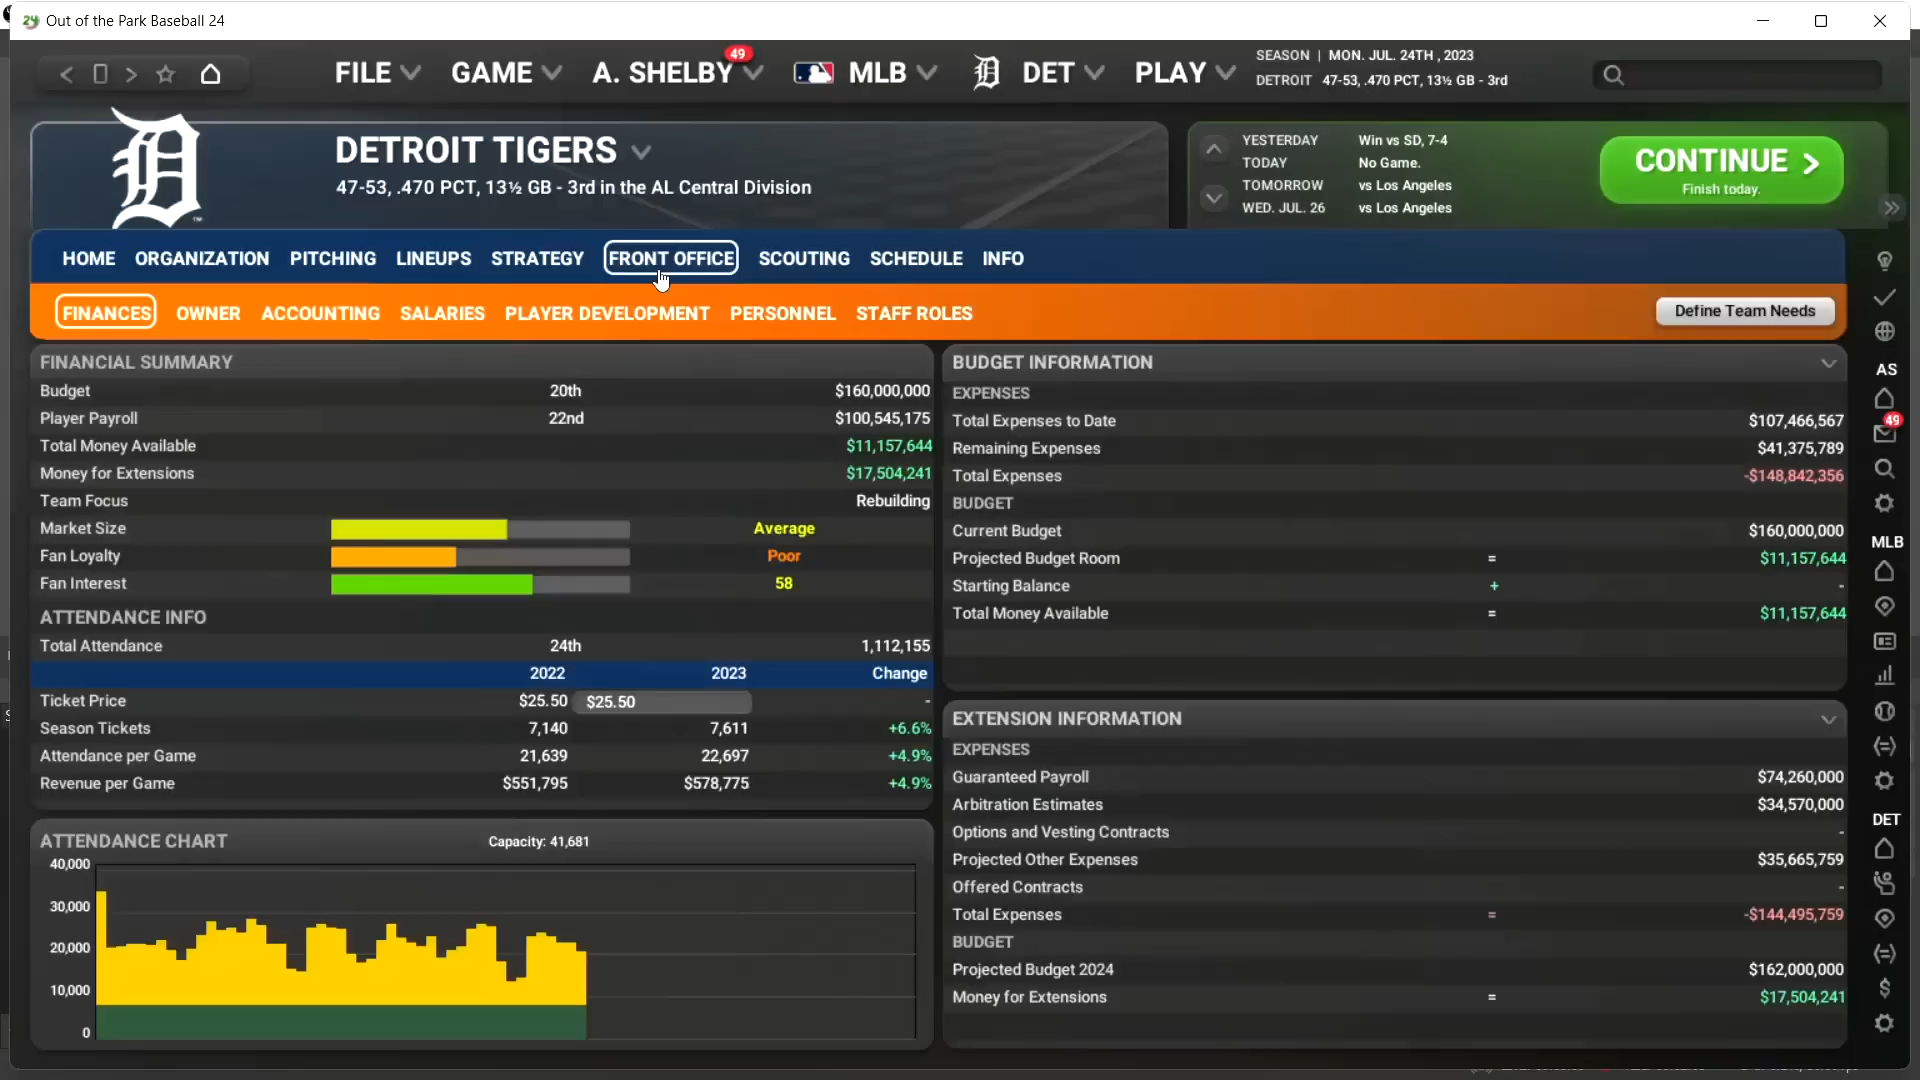 Out of the Park Baseball 24
FILE GAME A. SHELBY 49 MLB DET PLAY
SEASON | MON. JUL. 24TH , 2023
DETROIT 47-53, .470 PCT, 13½ GB - 3rd
DETROIT TIGERS
47-53, .470 PCT, 13½ GB - 3rd in the AL Central Division
YESTERDAY Win vs SD, 7-4
TODAY No Game.
TOMORROW vs Los Angeles
WED. JUL. 26 vs Los Angeles
CONTINUE
Finish today.
HOME ORGANIZATION PITCHING LINEUPS STRATEGY FRONT OFFICE SCOUTING SCHEDULE INFO
FINANCES OWNER ACCOUNTING SALARIES PLAYER DEVELOPMENT PERSONNEL STAFF ROLES
Define Team Needs
FINANCIAL SUMMARY
Budget 20th $160,000,000
Player Payroll 22nd $100,545,175
Total Money Available $11,157,644
Money for Extensions $17,504,241
Team Focus Rebuilding
Market Size Average
Fan Loyalty Poor
Fan Interest 58
ATTENDANCE INFO
Total Attendance 24th 1,112,155
2022 2023 Change
Ticket Price $25.50 $25.50 -
Season Tickets 7,140 7,611 +6.6%
Attendance per Game 21,639 22,697 +4.9%
Revenue per Game $551,795 $578,775 +4.9%
ATTENDANCE CHART Capacity: 41,681
40,000
30,000
20,000
10,000
0
BUDGET INFORMATION
EXPENSES
Total Expenses to Date $107,466,567
Remaining Expenses $41,375,789
Total Expenses -$148,842,356
BUDGET
Current Budget $160,000,000
Projected Budget Room = $11,157,644
Starting Balance + -
Total Money Available = $11,157,644
EXTENSION INFORMATION
EXPENSES
Guaranteed Payroll $74,260,000
Arbitration Estimates $34,570,000
Options and Vesting Contracts -
Projected Other Expenses $35,665,759
Offered Contracts -
Total Expenses = -$144,495,759
BUDGET
Projected Budget 2024 $162,000,000
Money for Extensions = $17,504,241
AS
49
MLB
DET